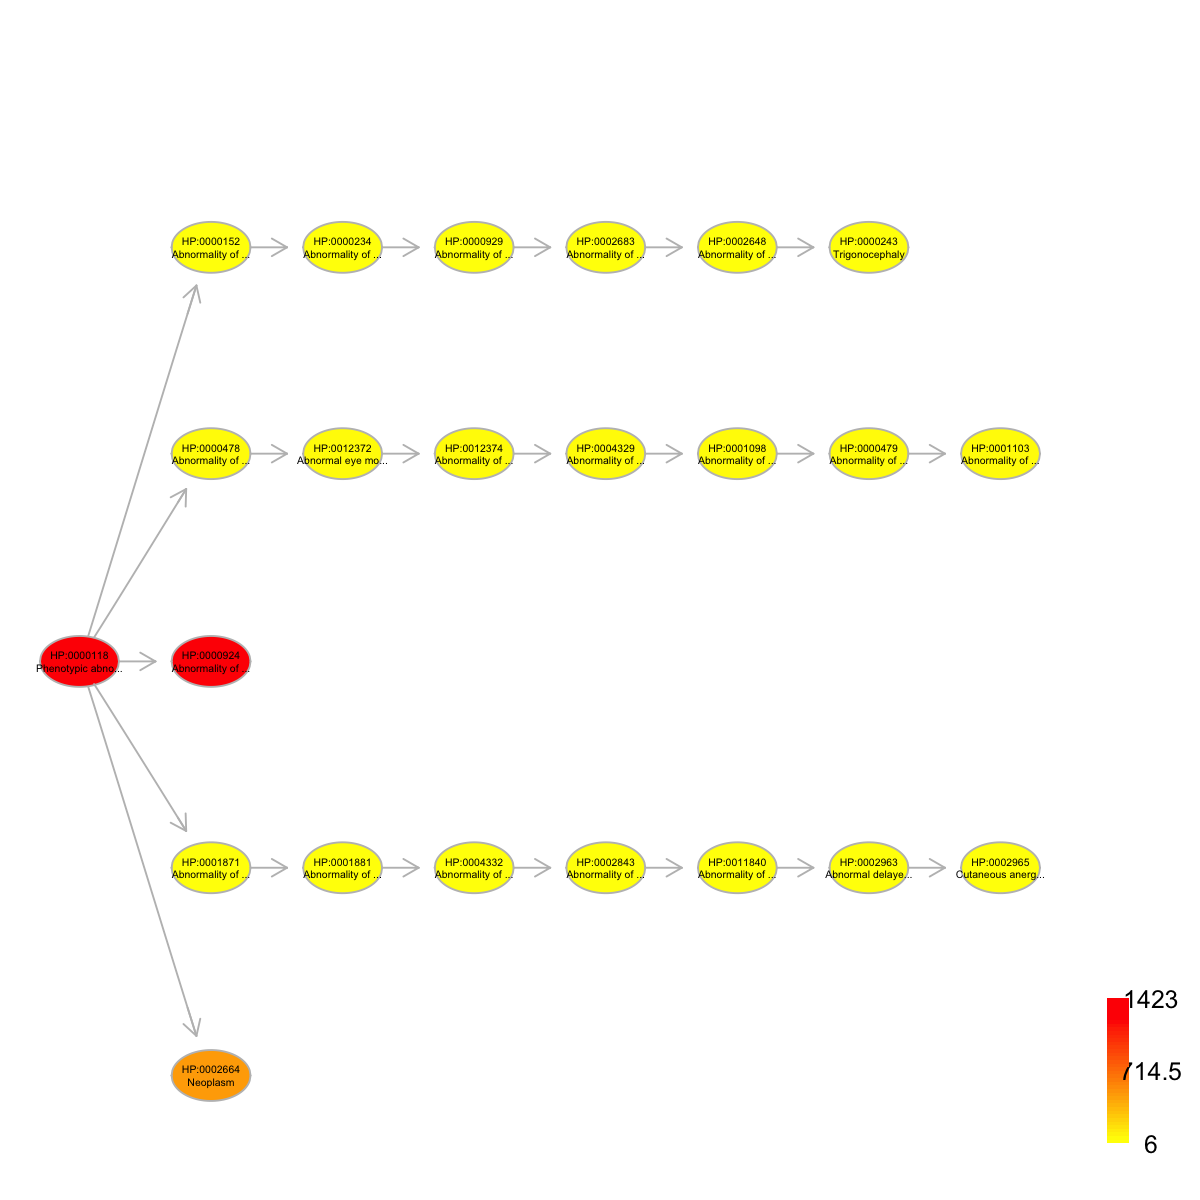 HP:0000152
Abnormality of ...
HP:0000234
Abnormality of ...
HP:0000929
Abnormality of ...
HP:0002683
Abnormality of ...
HP:0002648
Abnormality of ...
HP:0000243
Trigonocephaly
HP:0000478
Abnormality of ...
HP:0012372
Abnormal eye mo...
HP:0012374
Abnormality of ...
HP:0004329
Abnormality of ...
HP:0001098
Abnormality of ...
HP:0000479
Abnormality of ...
HP:0001103
Abnormality of ...
HP:0000118
Phenotypic abno...
HP:0000924
Abnormality of ...
HP:0001871
Abnormality of ...
HP:0001881
Abnormality of ...
HP:0004332
Abnormality of ...
HP:0002843
Abnormality of ...
HP:0011840
Abnormality of ...
HP:0002963
Abnormal delaye...
HP:0002965
Cutaneous anerg...
HP:0002664
Neoplasm
1423
714.5
6